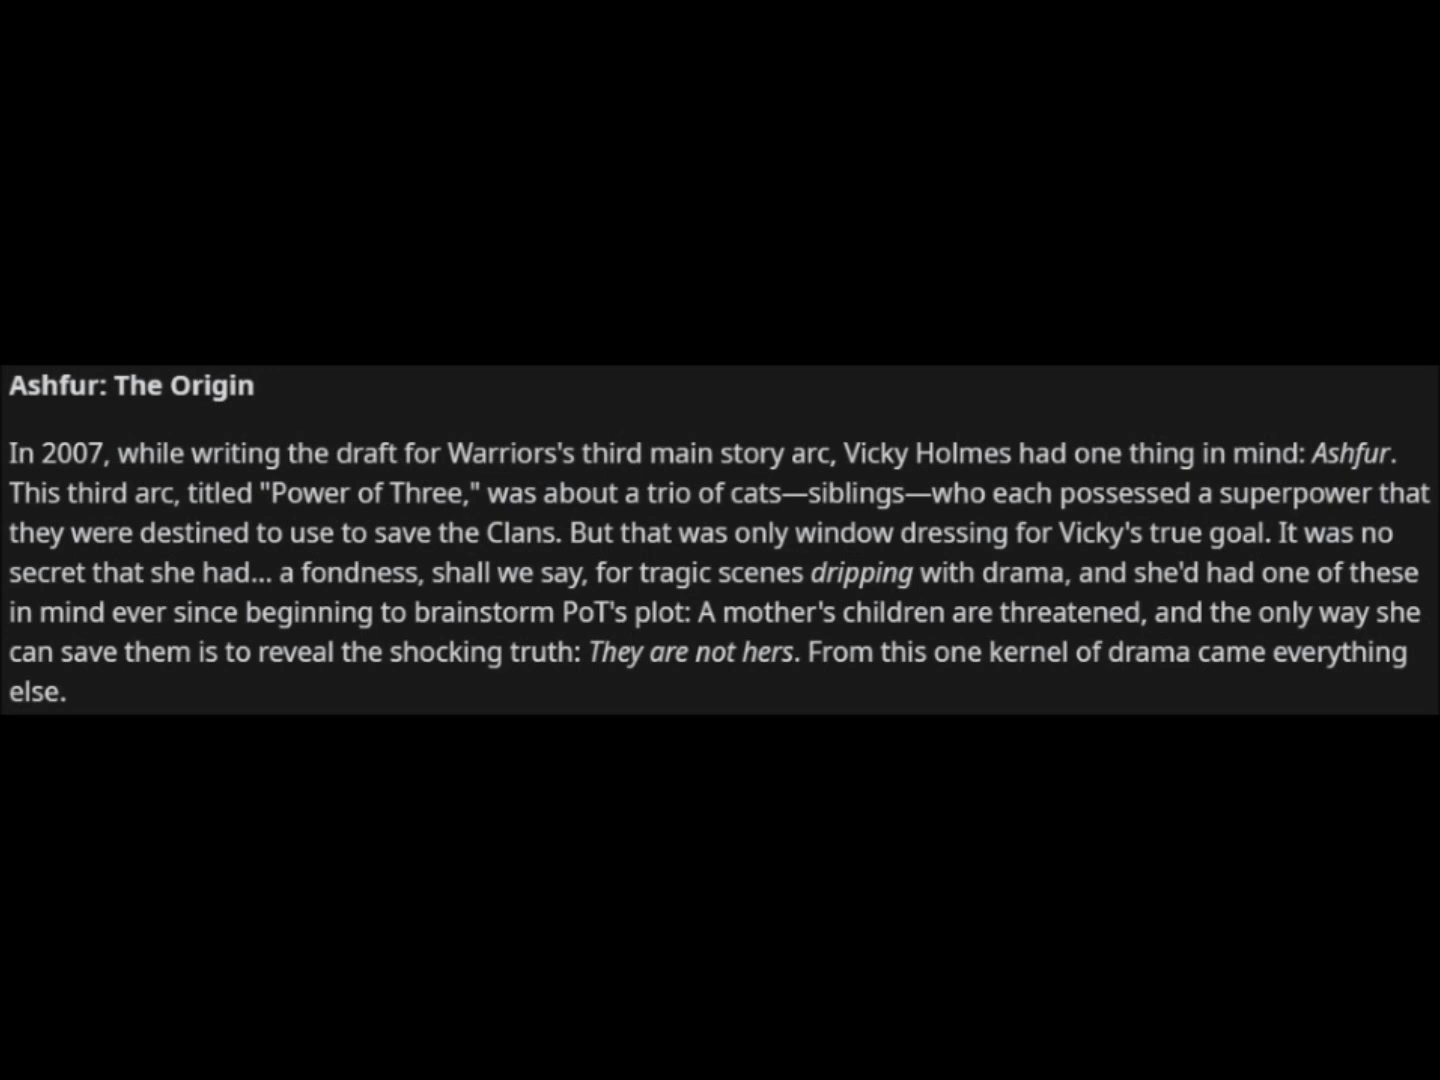 Ashfur: The Origin
In 2007, while writing the draft for Warriors's third main story arc, Vicky Holmes had one thing in mind: Ashfur.
This third arc, titled "Power of Three," was about a trio of cats—siblings—who each possessed a superpower that
they were destined to use to save the Clans. But that was only window dressing for Vicky's true goal. It was no
secret that she had... a fondness, shall we say, for tragic scenes dripping with drama, and she'd had one of these
in mind ever since beginning to brainstorm PoT's plot: A mother's children are threatened, and the only way she
can save them is to reveal the shocking truth: They are not hers. From this one kernel of drama came everything
else.